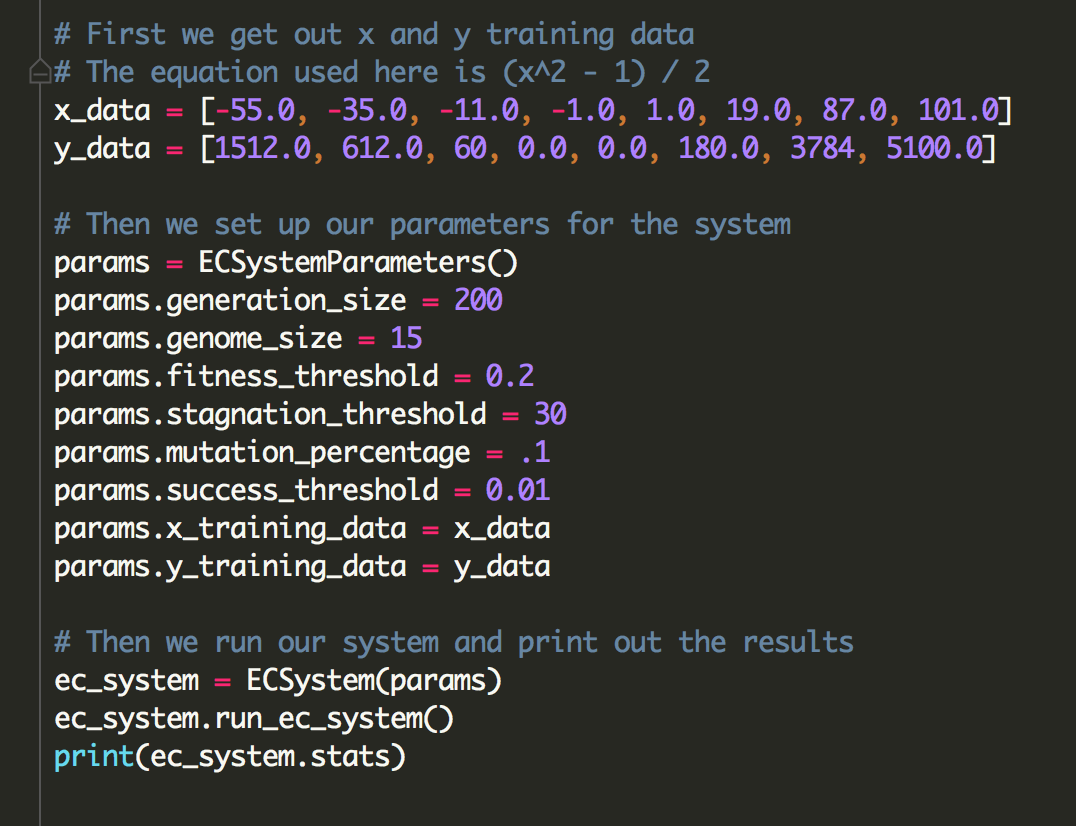 # First we get out x and y training data
# The equation used here is (x^2 - 1) / 2
x_data = [-55.0, -35.0, -11.0, -1.0, 1.0, 19.0, 87.0, 101.0]
y_data = [1512.0, 612.0, 60, 0.0, 0.0, 180.0, 3784, 5100.0]
# Then we set up our parameters for the system
params = ECSystemParameters()
params.generation_size = 200
params.genome_size = 15
params.fitness_threshold = 0.2
params.stagnation_threshold = 30
params.mutation_percentage = .1
params.success_threshold = 0.01
params.x_training_data = x_data
params.y_training_data = y_data
# Then we run our system and print out the results
ec_system = ECSystem(params)
ec_system.run_ec_system()
print(ec_system.stats)